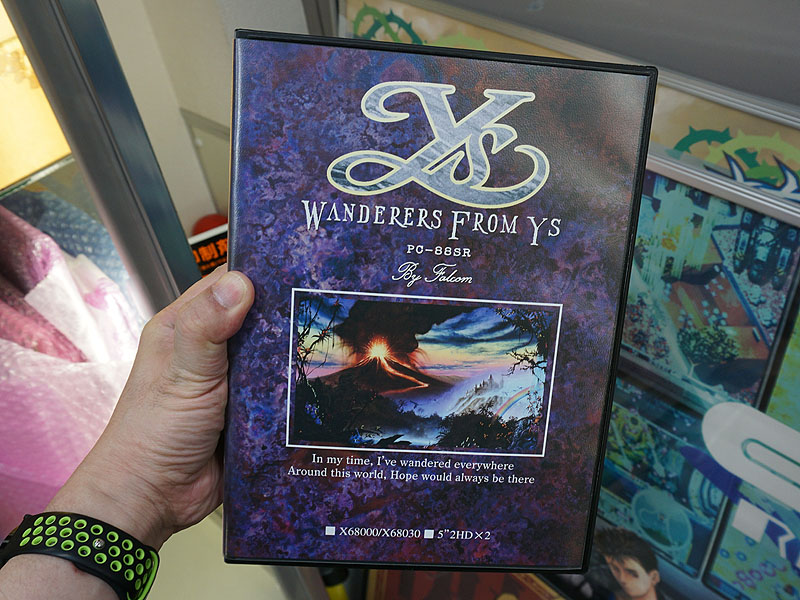 Ys
WANDERERS FROM YS
PC-88SR
By Falcom
In my time, I've wandered everywhere
Around this world, Hope would always be there
X68000/X68030 5"2HD×2